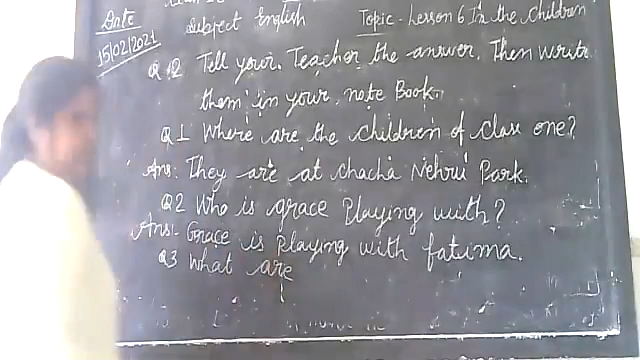 Date
15/02/2021
Subject English
Topic - Lesson 6 In the Children
Q.2 Tell your. Teacher the answer. Then write
them in your. note Book.
Q1 Where are the children of class one?
Ans: They are at chacha Nehru Park.
Q2 Who is grace Playing with?
Ans:- Grace is Playing with fatima.
Q3 What are